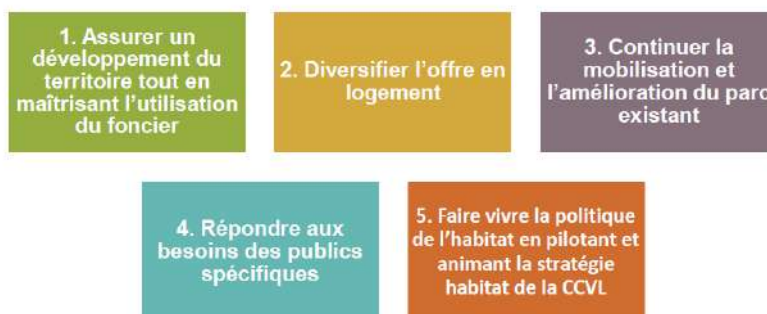 1. Assurer un
développement du
territoire tout en
maîtrisant l'utilisation
du foncier
2. Diversifier l'offre en
logement
3. Continuer la
mobilisation et
l'amélioration du parc
existant
4. Répondre aux
besoins des publics
spécifiques
5. Faire vivre la politique
de l'habitat en pilotant et
animant la stratégie
habitat de la CCVL